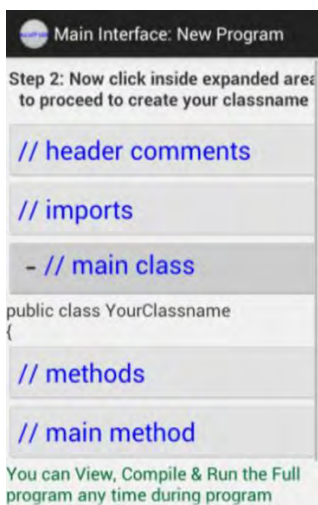 Main Interface: New Program
Step 2: Now click inside expanded area
to proceed to create your classname
// header comments
// imports
- // main class
public class YourClassname
{
// methods
// main method
You can View, Compile & Run the Full
program any time during program